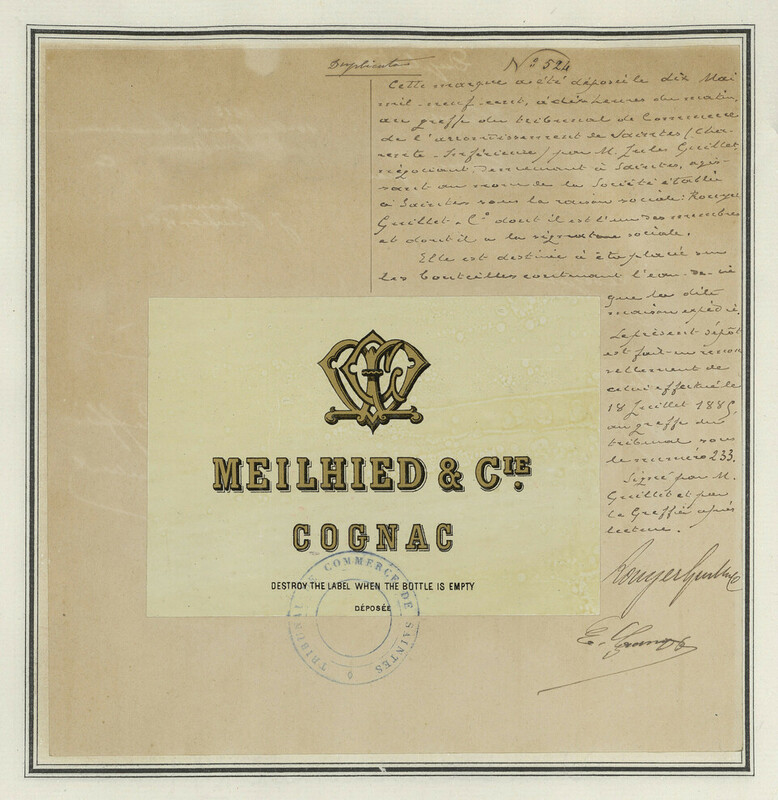 Duplicata
N° 524
Cette marque a été déposée le dix Mai
mil-neuf-cent, à dix heures du matin,
au greffe du tribunal de Commerce
de l'arrondissement de Saintes (Cha-
rente-Inférieure) par M. Jules Guillet,
négociant, demeurant à Saintes, agis-
sant au nom de la Société établie
à Saintes sous la raison sociale: Rouyer
Guillet & Cie dont il est l'un des membres
et dont il a la signature sociale.
Elle est destinée à être placée sur
les bouteilles contenant l'eau-de-vie
que la dite
maison expédie.
Le présent dépôt
est fait en renou-
vellement de
celui effectué le
18 Juillet 1885,
au greffe du
tribunal sous
le numéro 233.
Signé par M.
Guillet et par
le Greffier après
lecture.
MEILHIED & CIE.
COGNAC
DESTROY THE LABEL WHEN THE BOTTLE IS EMPTY
DÉPOSÉE
TRIBUNAL DE COMMERCE DE SAINTES
Rouyer Guillet & Co